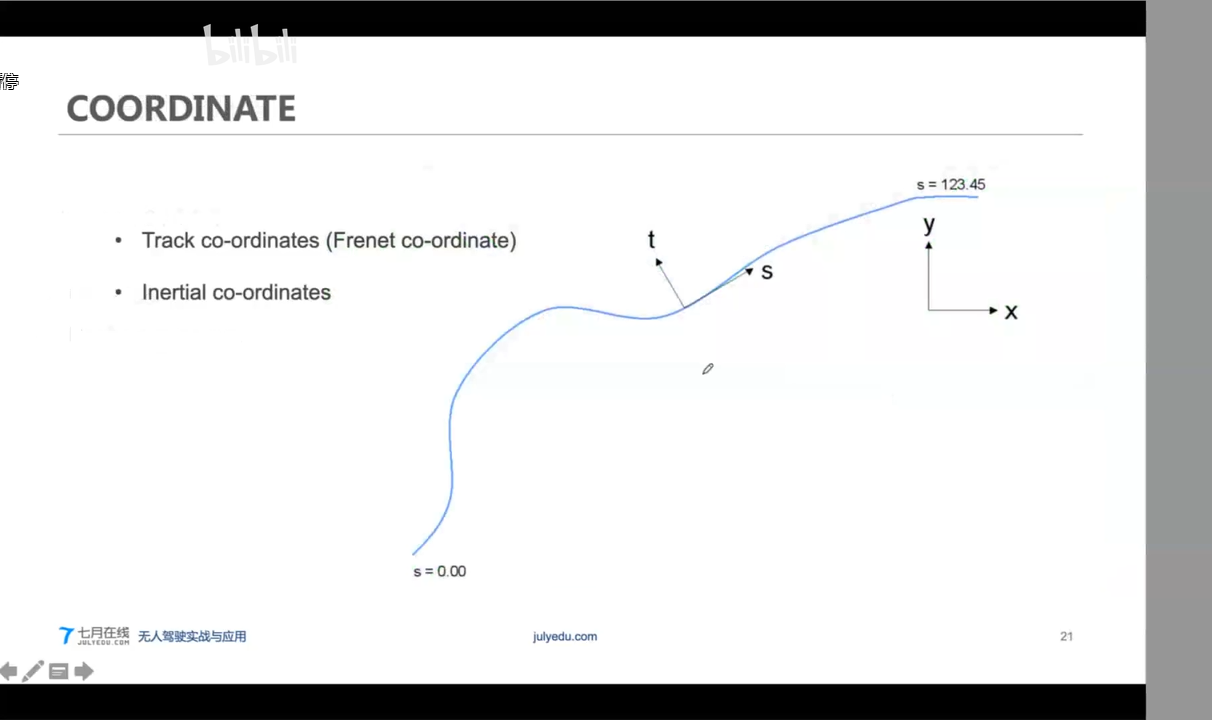 bilibili
停
COORDINATE
s = 123.45
y
t
• Track co-ordinates (Frenet co-ordinate)
s
• Inertial co-ordinates
x
s = 0.00
七月在线
JULYEDU.COM
无人驾驶实战与应用
julyedu.com
21